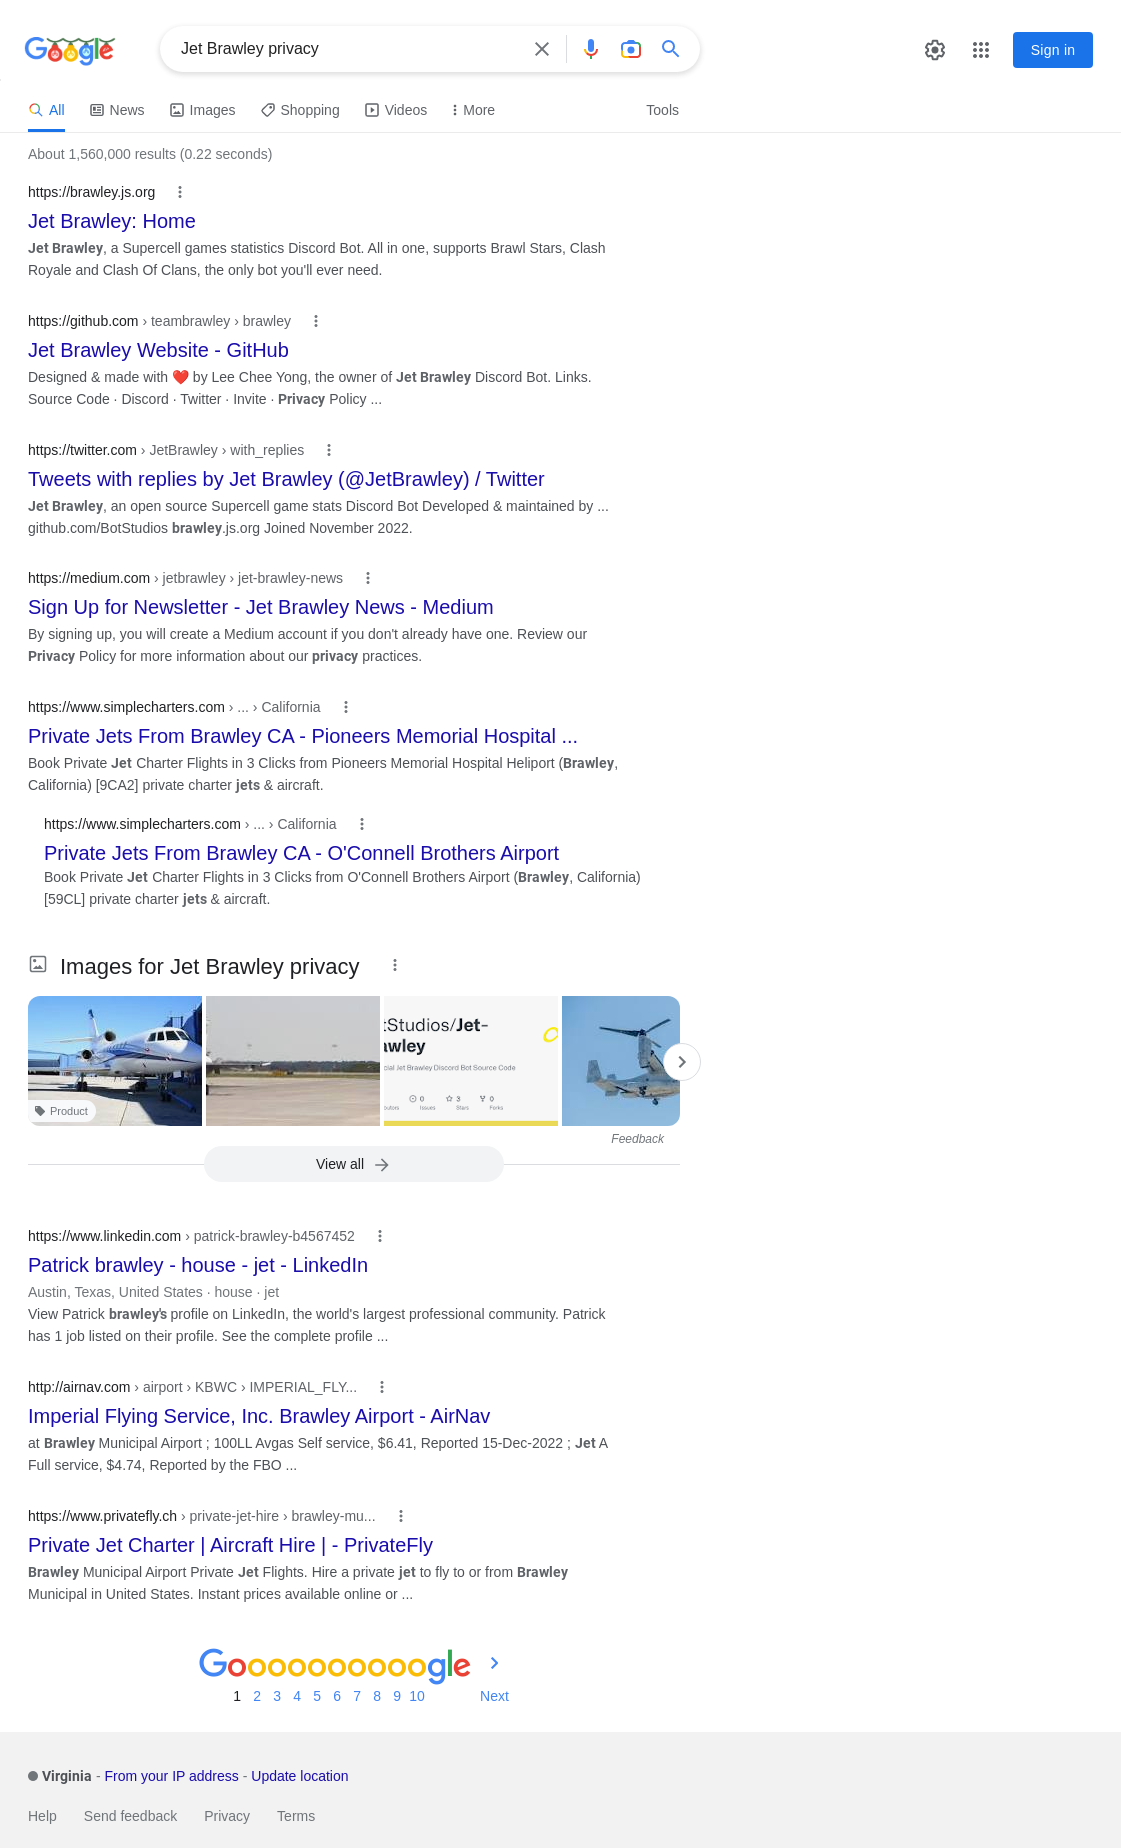 Google
Jet Brawley privacy
Sign in
All
News
Images
Shopping
Videos
More
Tools
About 1,560,000 results (0.22 seconds)
https://brawley.js.org
Jet Brawley: Home
Jet Brawley, a Supercell games statistics Discord Bot. All in one, supports Brawl Stars, Clash
Royale and Clash Of Clans, the only bot you'll ever need.
https://github.com › teambrawley › brawley
Jet Brawley Website - GitHub
Designed & made with ❤️ by Lee Chee Yong, the owner of Jet Brawley Discord Bot. Links.
Source Code · Discord · Twitter · Invite · Privacy Policy ...
https://twitter.com › JetBrawley › with_replies
Tweets with replies by Jet Brawley (@JetBrawley) / Twitter
Jet Brawley, an open source Supercell game stats Discord Bot Developed & maintained by ...
github.com/BotStudios brawley.js.org Joined November 2022.
https://medium.com › jetbrawley › jet-brawley-news
Sign Up for Newsletter - Jet Brawley News - Medium
By signing up, you will create a Medium account if you don't already have one. Review our
Privacy Policy for more information about our privacy practices.
https://www.simplecharters.com › ... › California
Private Jets From Brawley CA - Pioneers Memorial Hospital ...
Book Private Jet Charter Flights in 3 Clicks from Pioneers Memorial Hospital Heliport (Brawley,
California) [9CA2] private charter jets & aircraft.
https://www.simplecharters.com › ... › California
Private Jets From Brawley CA - O'Connell Brothers Airport
Book Private Jet Charter Flights in 3 Clicks from O'Connell Brothers Airport (Brawley, California)
[59CL] private charter jets & aircraft.
Images for Jet Brawley privacy
tStudios/Jet-
awley
cial Jet Brawley Discord Bot Source Code
0
3
0
butors
Issues
Stars
Forks
Product
Feedback
View all
https://www.linkedin.com › patrick-brawley-b4567452
Patrick brawley - house - jet - LinkedIn
Austin, Texas, United States · house · jet
View Patrick brawley's profile on LinkedIn, the world's largest professional community. Patrick
has 1 job listed on their profile. See the complete profile ...
http://airnav.com › airport › KBWC › IMPERIAL_FLY...
Imperial Flying Service, Inc. Brawley Airport - AirNav
at Brawley Municipal Airport ; 100LL Avgas Self service, $6.41, Reported 15-Dec-2022 ; Jet A
Full service, $4.74, Reported by the FBO ...
https://www.privatefly.ch › private-jet-hire › brawley-mu...
Private Jet Charter | Aircraft Hire | - PrivateFly
Brawley Municipal Airport Private Jet Flights. Hire a private jet to fly to or from Brawley
Municipal in United States. Instant prices available online or ...
Goooooooooogle
1 2 3 4 5 6 7 8 9 10 Next
Virginia - From your IP address - Update location
Help
Send feedback
Privacy
Terms